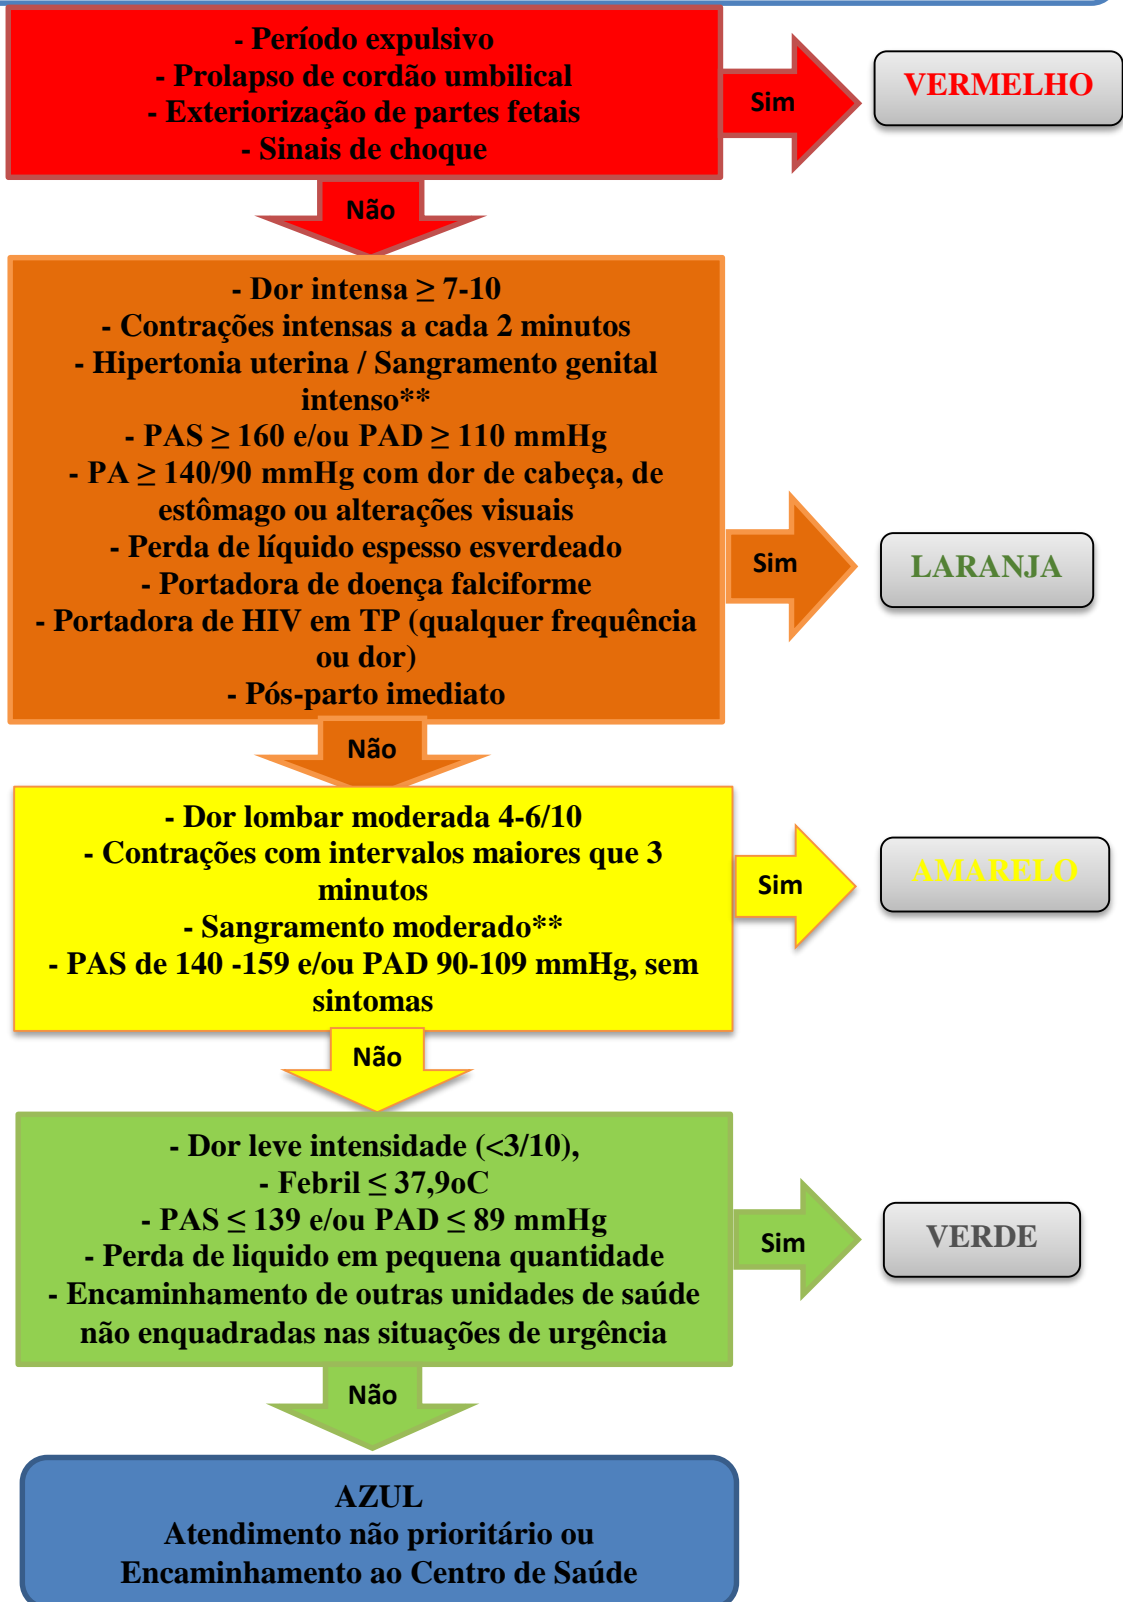 - Período expulsivo
- Prolapso de cordão umbilical
- Exteriorização de partes fetais
- Sinais de choque
Sim
VERMELHO
Não
- Dor intensa ≥ 7-10
- Contrações intensas a cada 2 minutos
- Hipertonia uterina / Sangramento genital
intenso**
- PAS ≥ 160 e/ou PAD ≥ 110 mmHg
- PA ≥ 140/90 mmHg com dor de cabeça, de
estômago ou alterações visuais
- Perda de líquido espesso esverdeado
- Portadora de doença falciforme
- Portadora de HIV em TP (qualquer frequência
ou dor)
- Pós-parto imediato
Sim
LARANJA
Não
- Dor lombar moderada 4-6/10
- Contrações com intervalos maiores que 3
minutos
- Sangramento moderado**
- PAS de 140 -159 e/ou PAD 90-109 mmHg, sem
sintomas
Sim
AMARELO
Não
- Dor leve intensidade (<3/10),
- Febril ≤ 37,9oC
- PAS ≤ 139 e/ou PAD ≤ 89 mmHg
- Perda de liquido em pequena quantidade
- Encaminhamento de outras unidades de saúde
não enquadradas nas situações de urgência
Sim
VERDE
Não
AZUL
Atendimento não prioritário ou
Encaminhamento ao Centro de Saúde